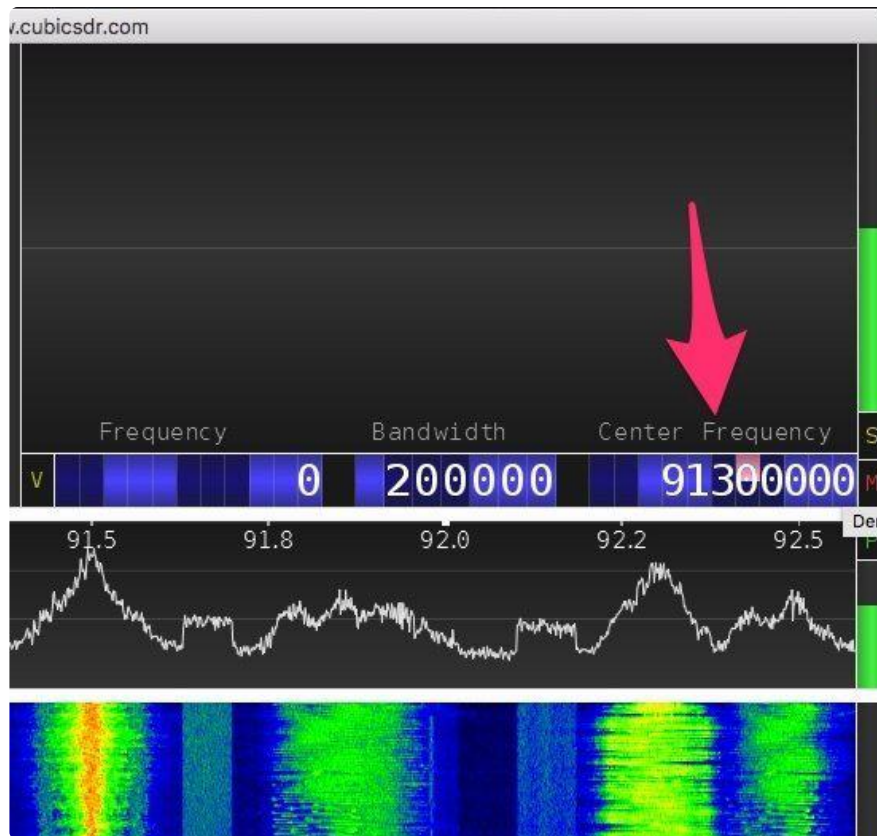 .cubicsdr.com
Frequency Bandwidth Center Frequency S
V 0 200000 91300000 M
91.5 91.8 92.0 92.2 92.5